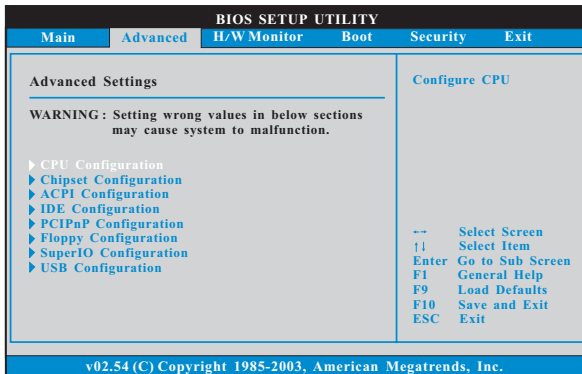 BIOS SETUP UTILITY
Main Advanced H/W Monitor Boot Security Exit
Advanced Settings
WARNING : Setting wrong values in below sections
may cause system to malfunction.
CPU Configuration
Chipset Configuration
ACPI Configuration
IDE Configuration
PCIPnP Configuration
Floppy Configuration
SuperIO Configuration
USB Configuration
Configure CPU
←→ Select Screen
↑↓ Select Item
Enter Go to Sub Screen
F1 General Help
F9 Load Defaults
F10 Save and Exit
ESC Exit
v02.54 (C) Copyright 1985-2003, American Megatrends, Inc.